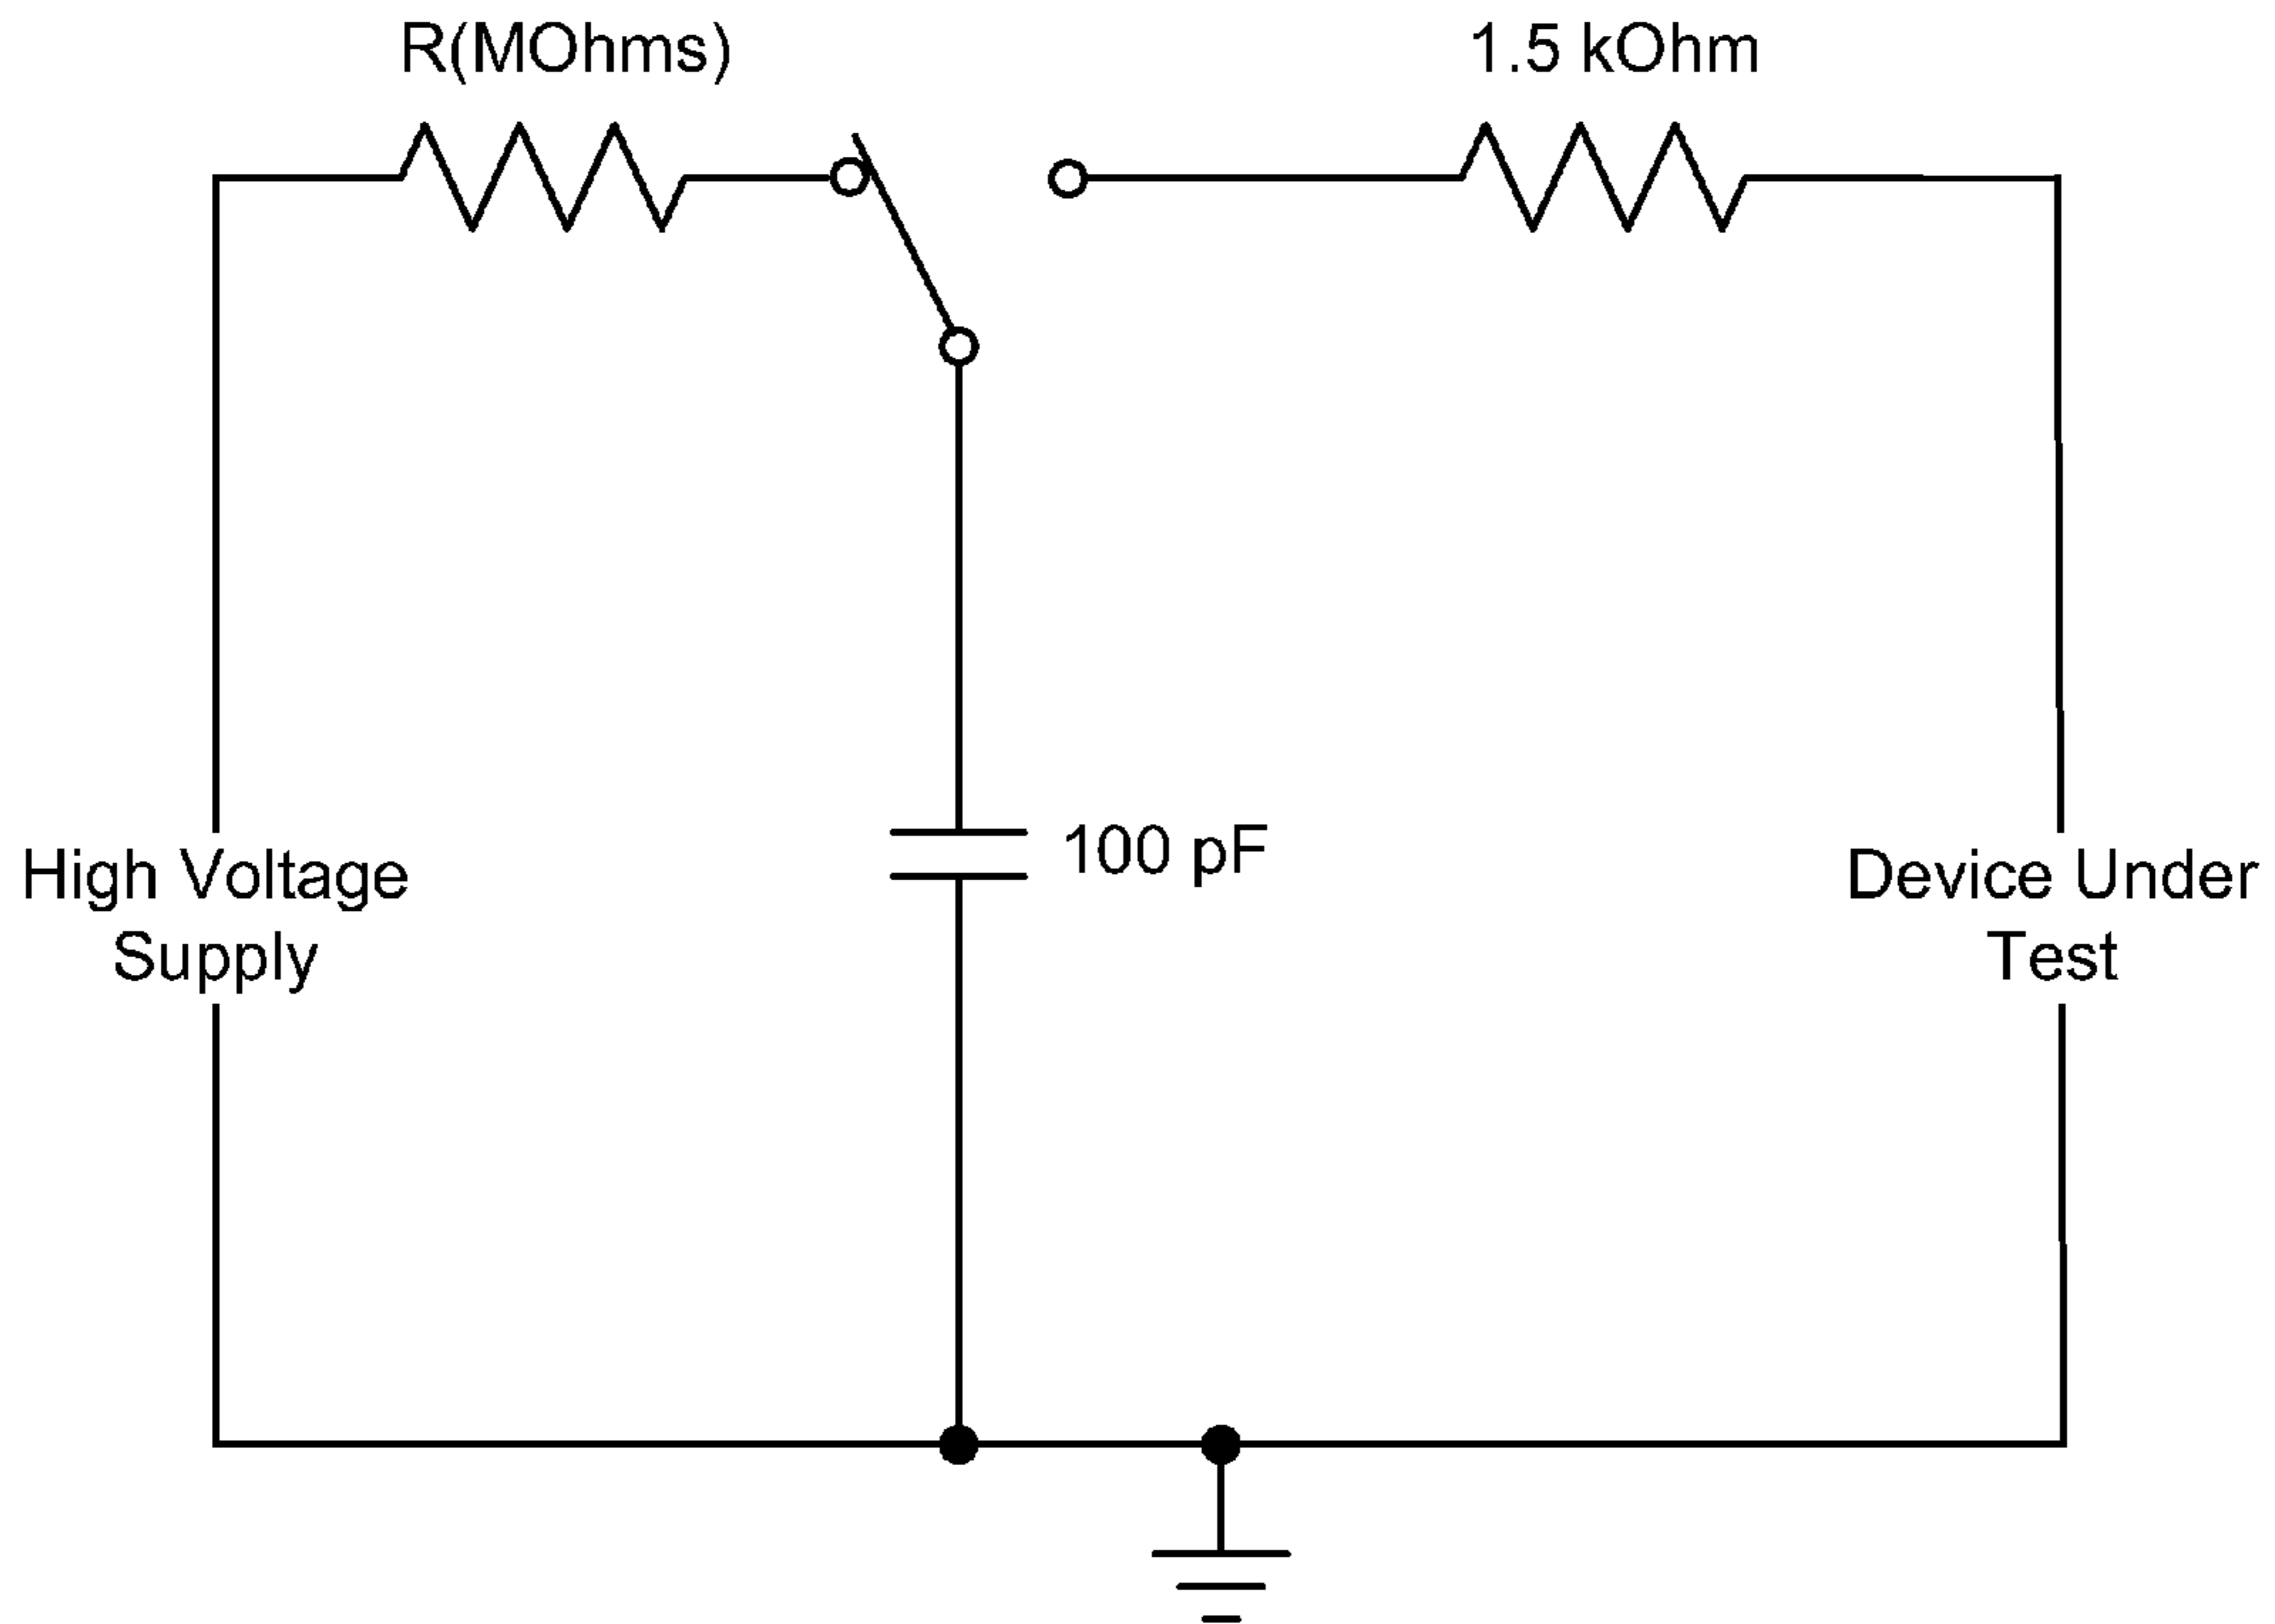 R(MOhms)
1.5 kOhm
100 pF
High Voltage
Supply
Device Under
Test